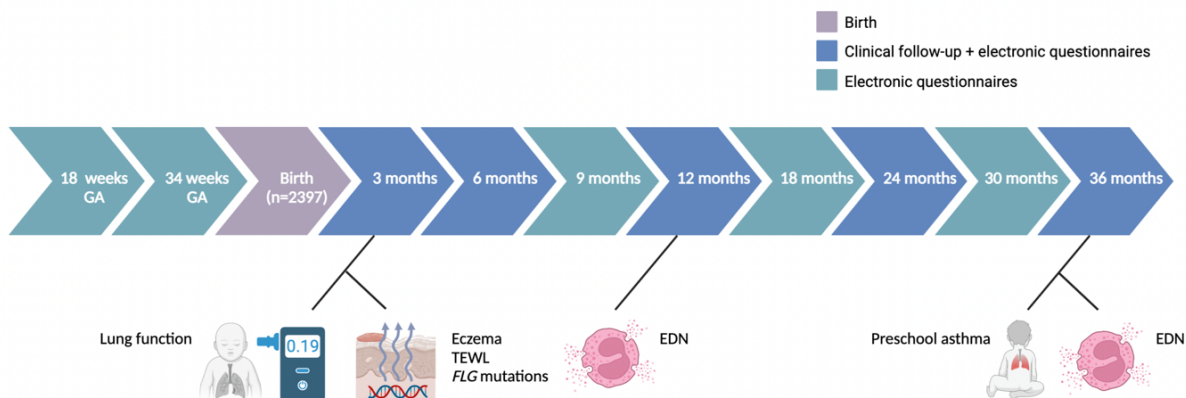 Birth
Clinical follow-up + electronic questionnaires
Electronic questionnaires
18 weeks
GA
34 weeks
GA
Birth
(n=2397)
3 months
6 months
9 months
12 months
18 months
24 months
30 months
36 months
Lung function
0.19
Eczema
TEWL
FLG mutations
EDN
Preschool asthma
EDN